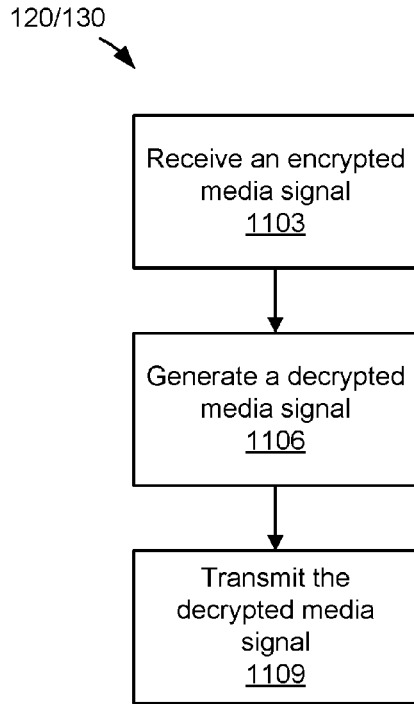 120/130
Receive an encrypted
media signal
1103
Generate a decrypted
media signal
1106
Transmit the
decrypted media
signal
1109